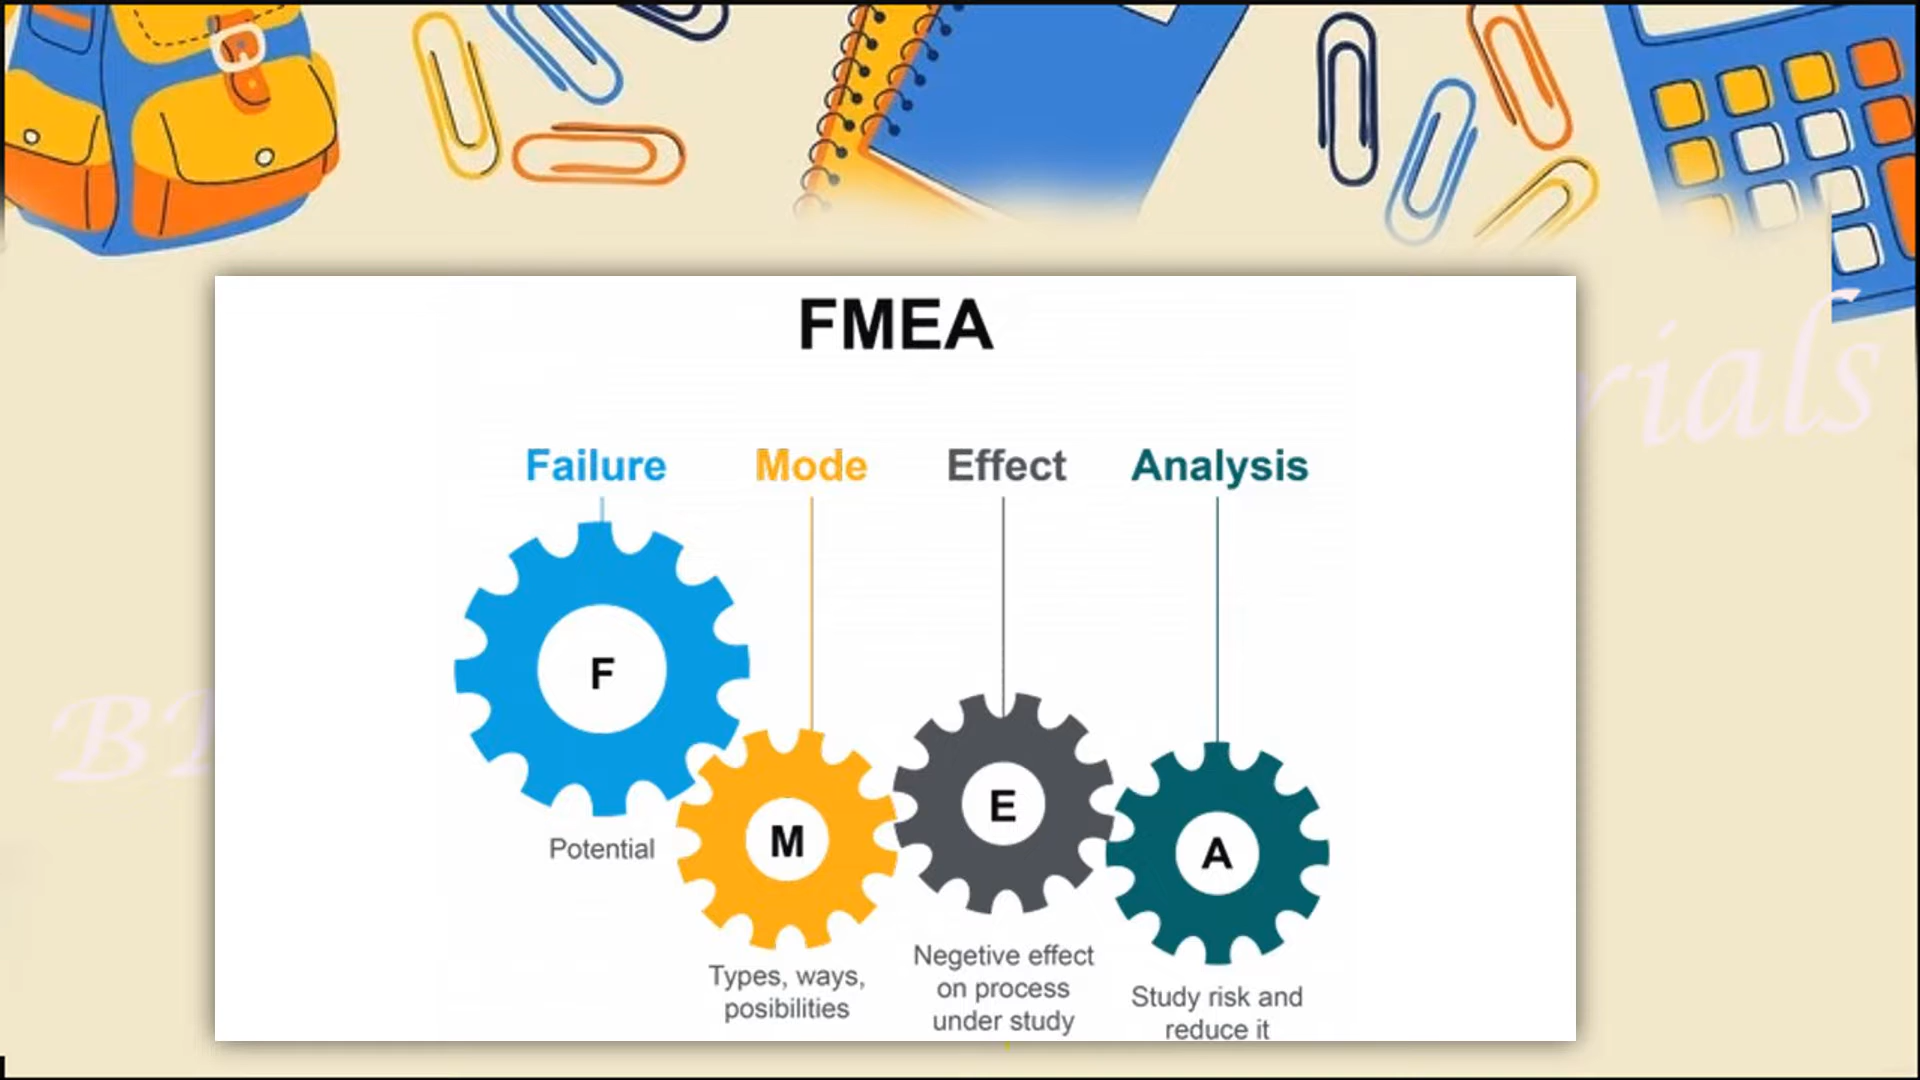 FMEA
Failure Mode Effect Analysis
F
M
E
A
Potential
Types, ways,
posibilities
Negetive effect
on process
under study
Study risk and
reduce it